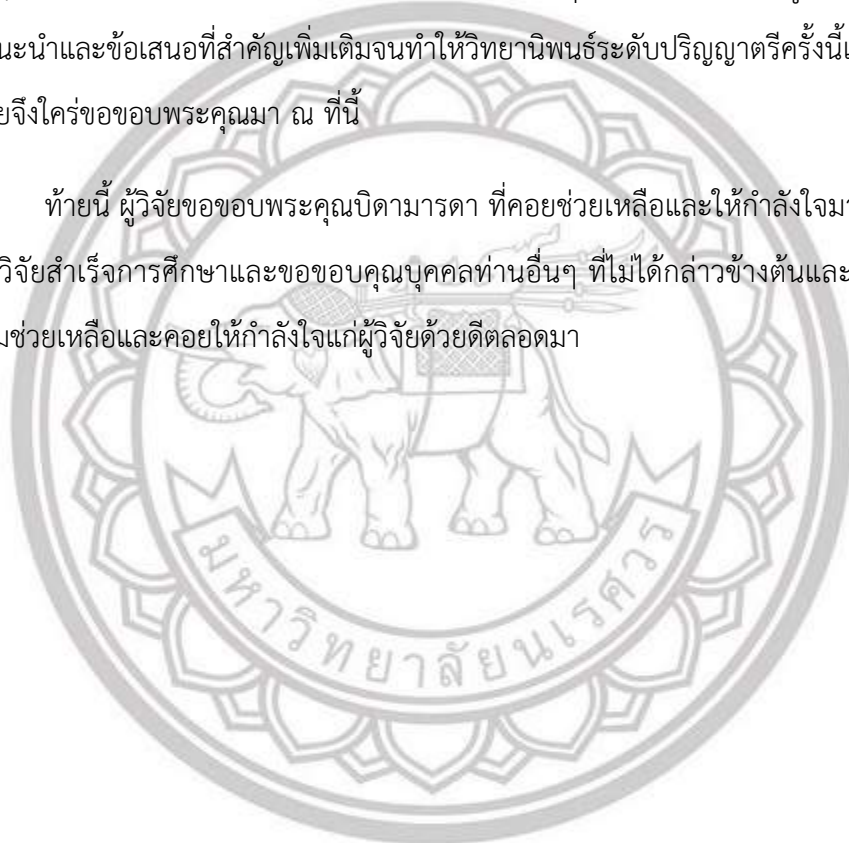 นะนำและข้อเสนอที่สำคัญเพิ่มเติมจนทำให้วิทยานิพนธ์ระดับปริญญาตรีครั้งนี้
ยจึงใคร่ขอขอบพระคุณมา ณ ที่นี้
ท้ายนี้ ผู้วิจัยขอขอบพระคุณบิดามารดา ที่คอยช่วยเหลือและให้กำลังใจมา
วิจัยสำเร็จการศึกษาและขอขอบคุณบุคคลท่านอื่นๆ ที่ไม่ได้กล่าวข้างต้นและ
มช่วยเหลือและคอยให้กำลังใจแก่ผู้วิจัยด้วยดีตลอดมา
มหาวิทยาลัยนเรศวร